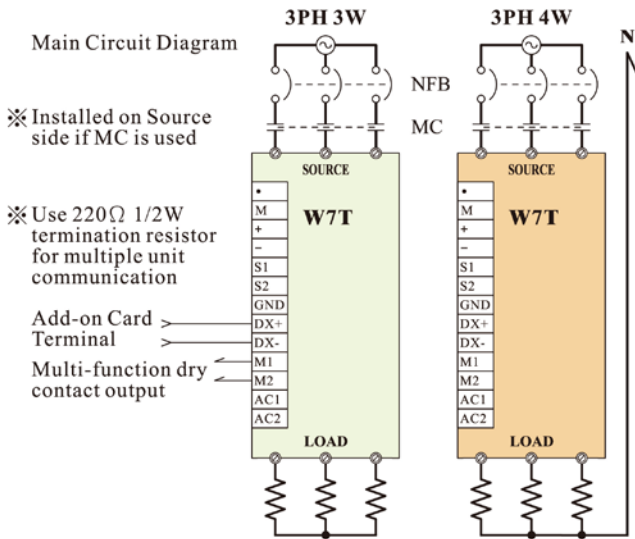 3PH 3W
3PH 4W
N
Main Circuit Diagram
NFB
MC
※ Installed on Source
side if MC is used
※ Use 220Ω 1/2W
termination resistor
for multiple unit
communication
Add-on Card
Terminal
Multi-function dry
contact output
SOURCE
W7T
•
M
+
−
S1
S2
GND
DX+
DX-
M1
M2
AC1
AC2
LOAD
SOURCE
W7T
•
M
+
−
S1
S2
GND
DX+
DX-
M1
M2
AC1
AC2
LOAD